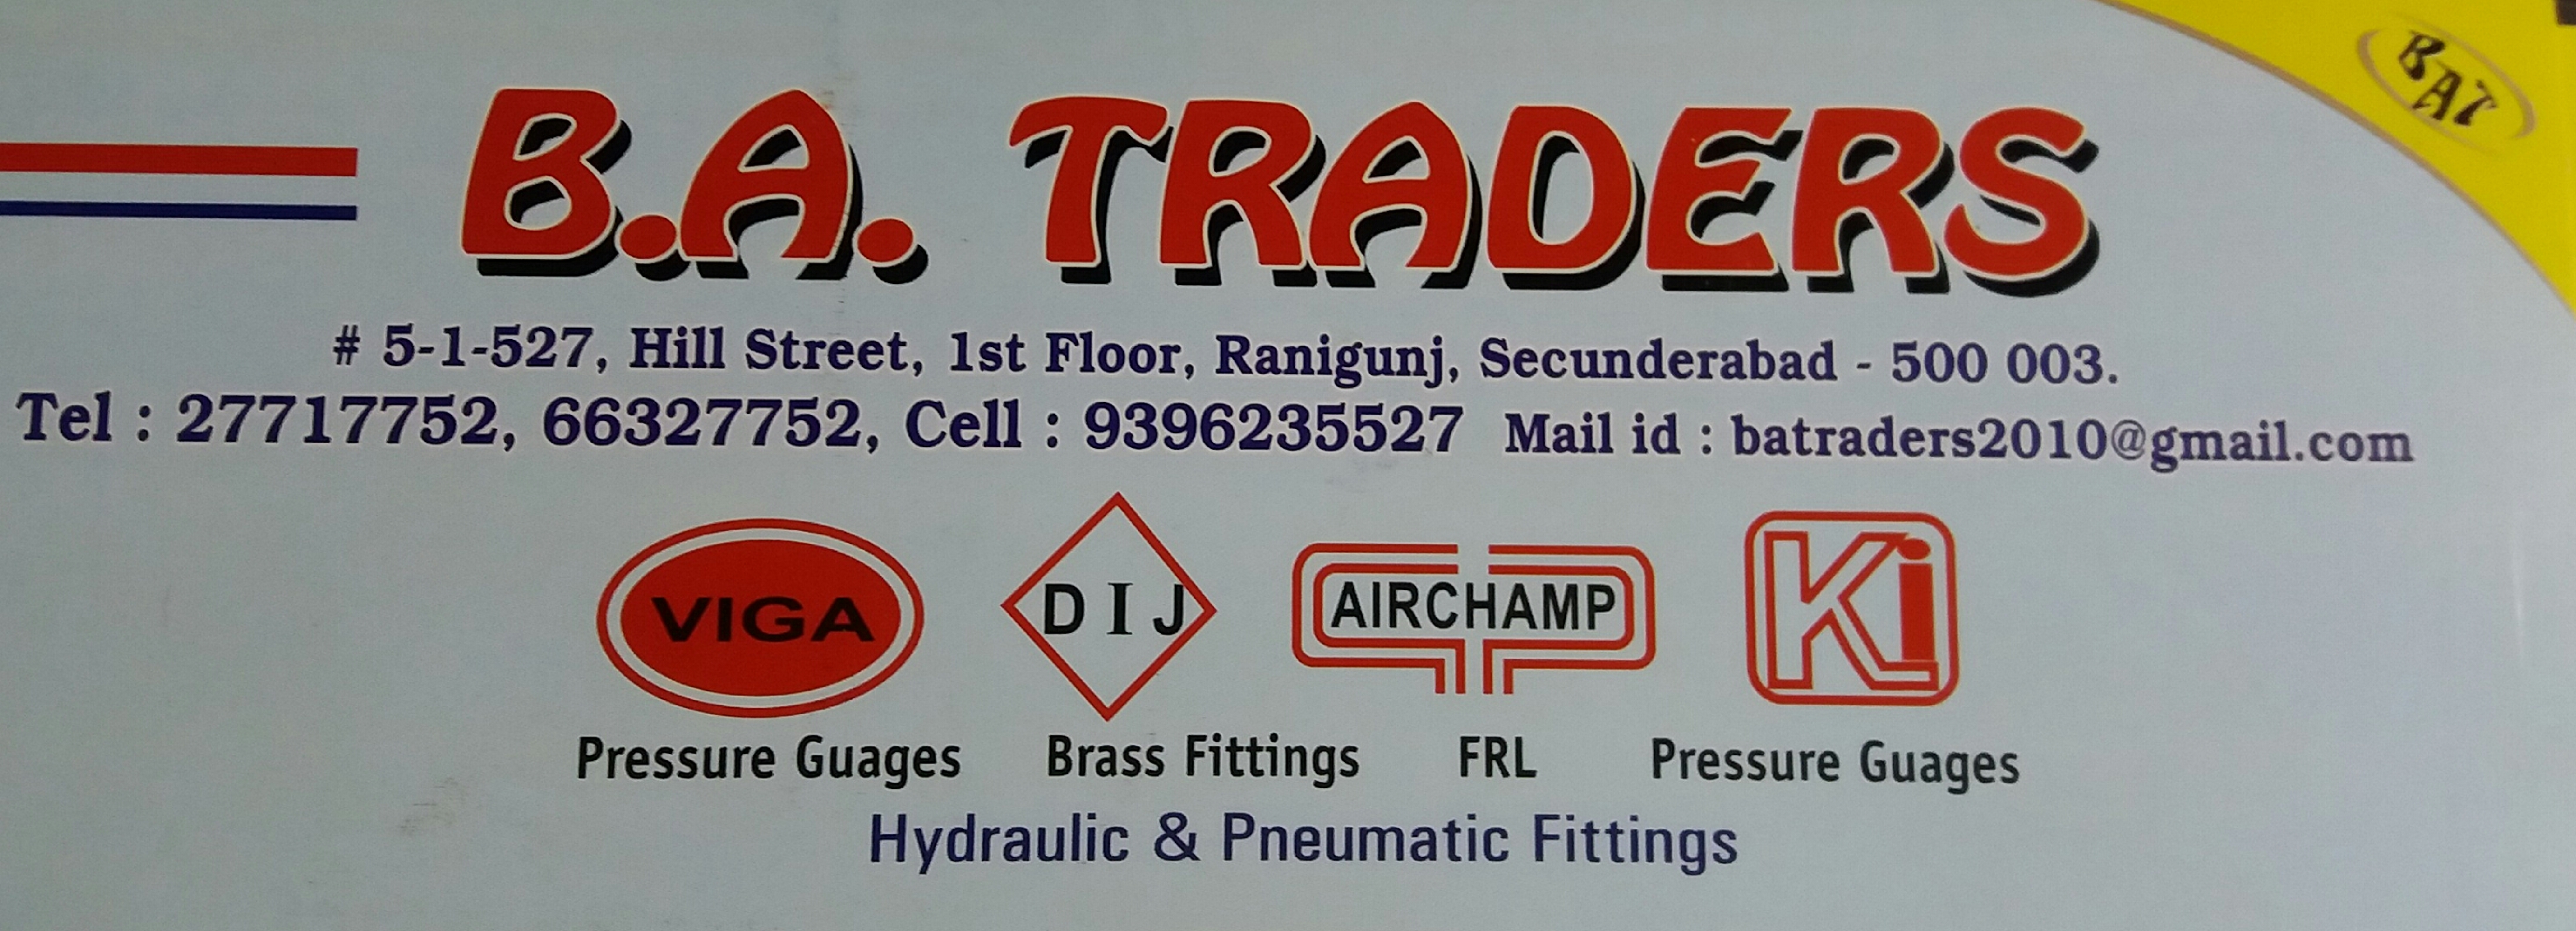 BAT
B.A. TRADERS
# 5-1-527, Hill Street, 1st Floor, Ranigunj, Secunderabad - 500 003.
Tel : 27717752, 66327752, Cell : 9396235527 Mail id : batraders2010@gmail.com
VIGA DIJ AIRCHAMP Ki
Pressure Guages Brass Fittings FRL Pressure Guages
Hydraulic & Pneumatic Fittings